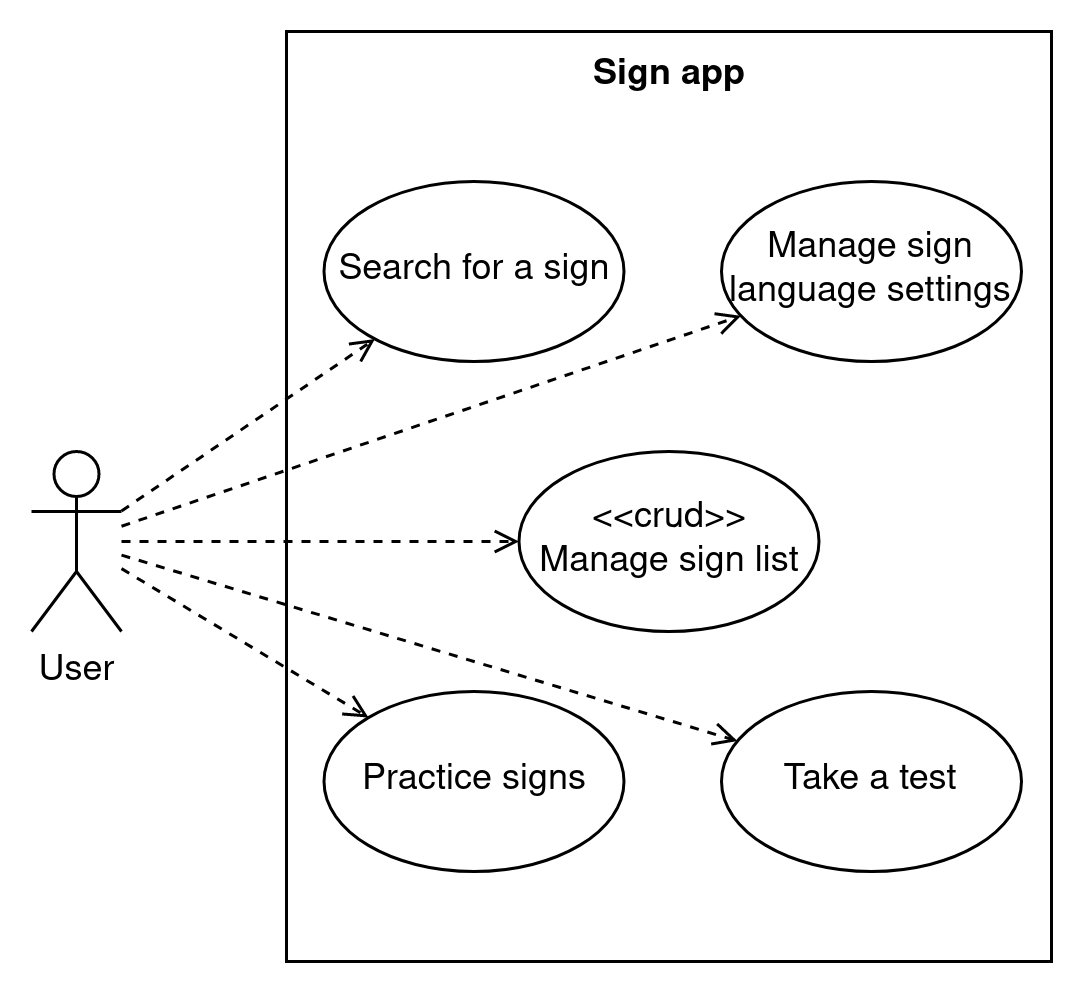 Sign app
Search for a sign
Manage sign
language settings
<<crud>>
Manage sign list
User
Practice signs
Take a test